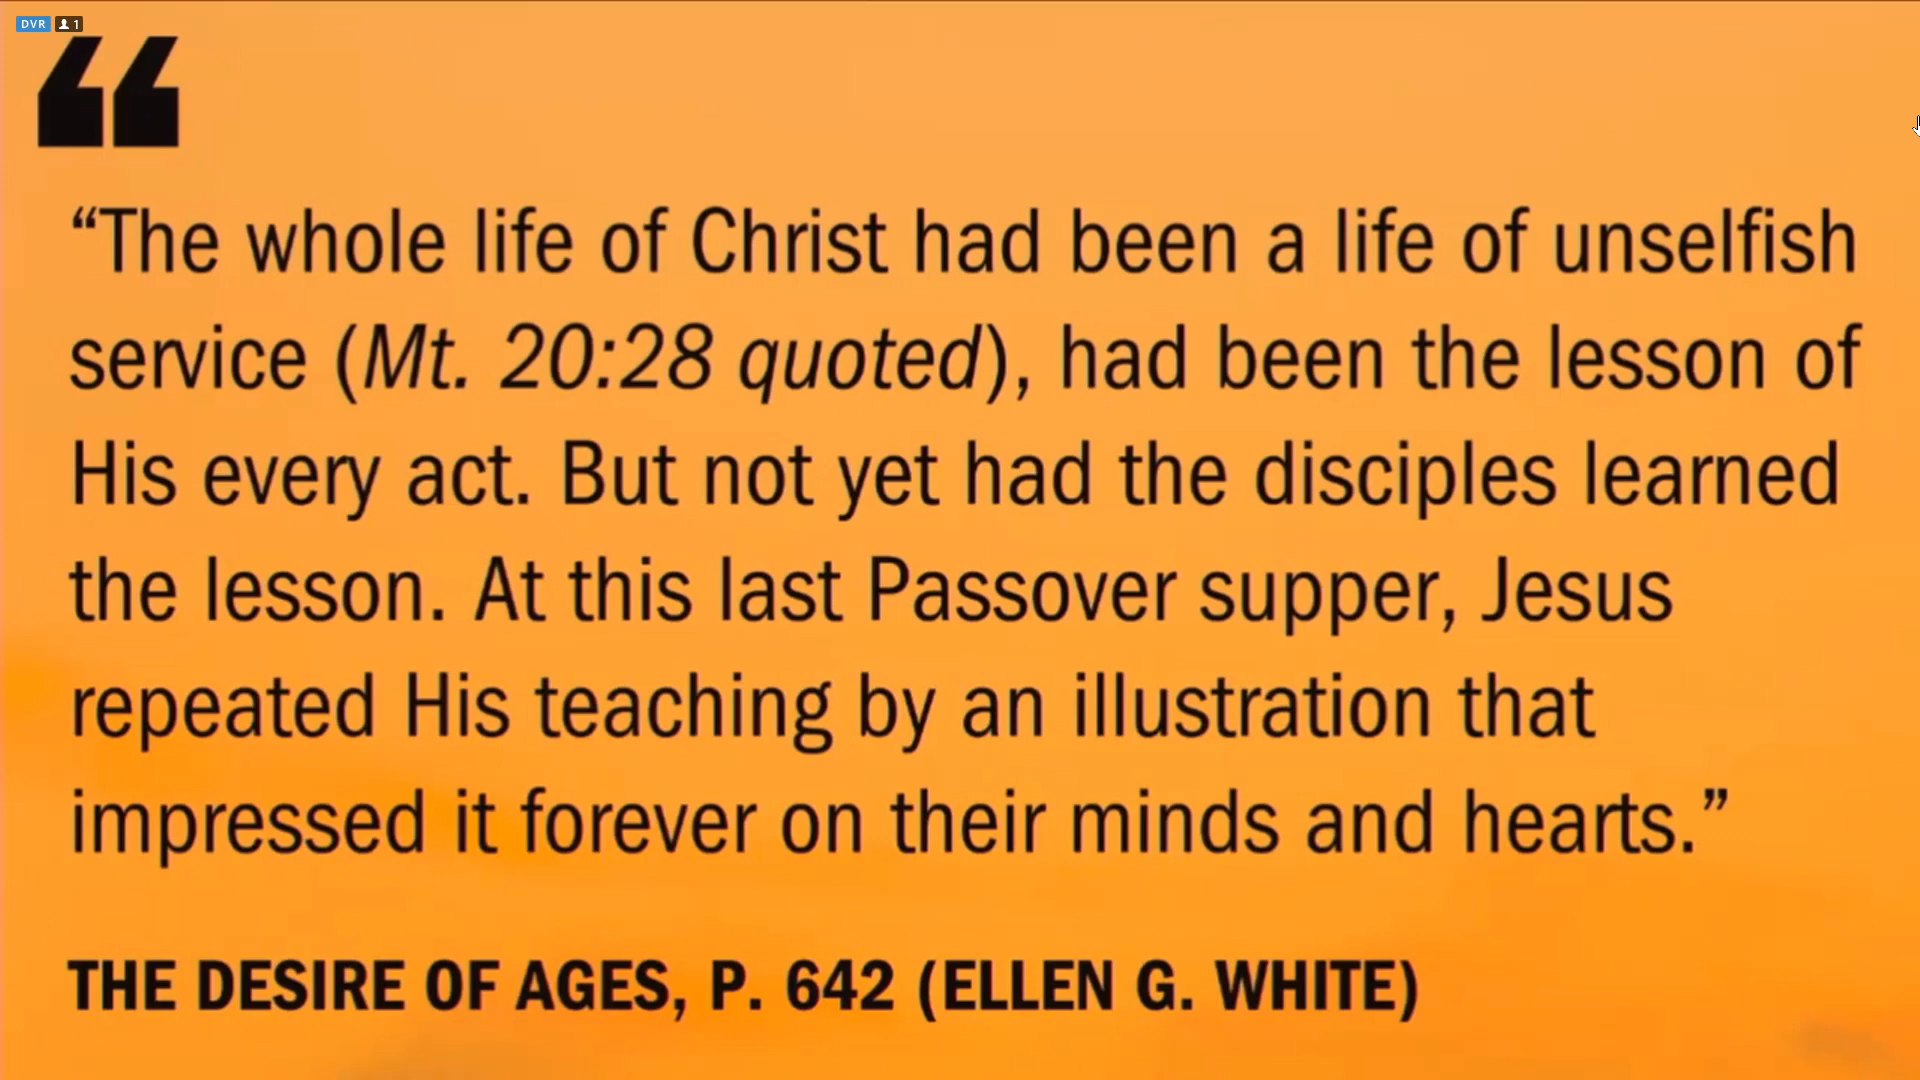 DVR 1
“The whole life of Christ had been a life of unselfish
service (Mt. 20:28 quoted), had been the lesson of
His every act. But not yet had the disciples learned
the lesson. At this last Passover supper, Jesus
repeated His teaching by an illustration that
impressed it forever on their minds and hearts.”
THE DESIRE OF AGES, P. 642 (ELLEN G. WHITE)